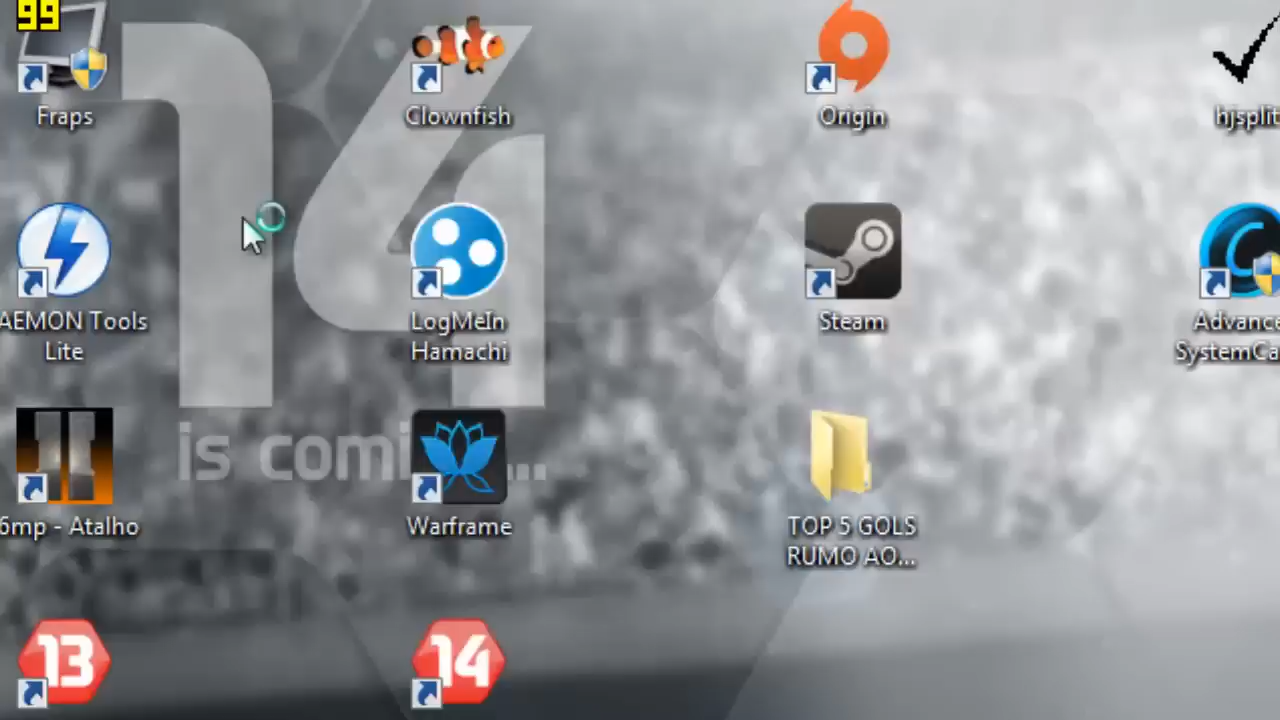 99
Fraps
Clownfish
Origin
hjsplit
AEMON Tools
Lite
LogMeIn
Hamachi
Steam
Advance
SystemCa
14
is comi ...
6mp - Atalho
Warframe
TOP 5 GOLS
RUMO AO...
13
14